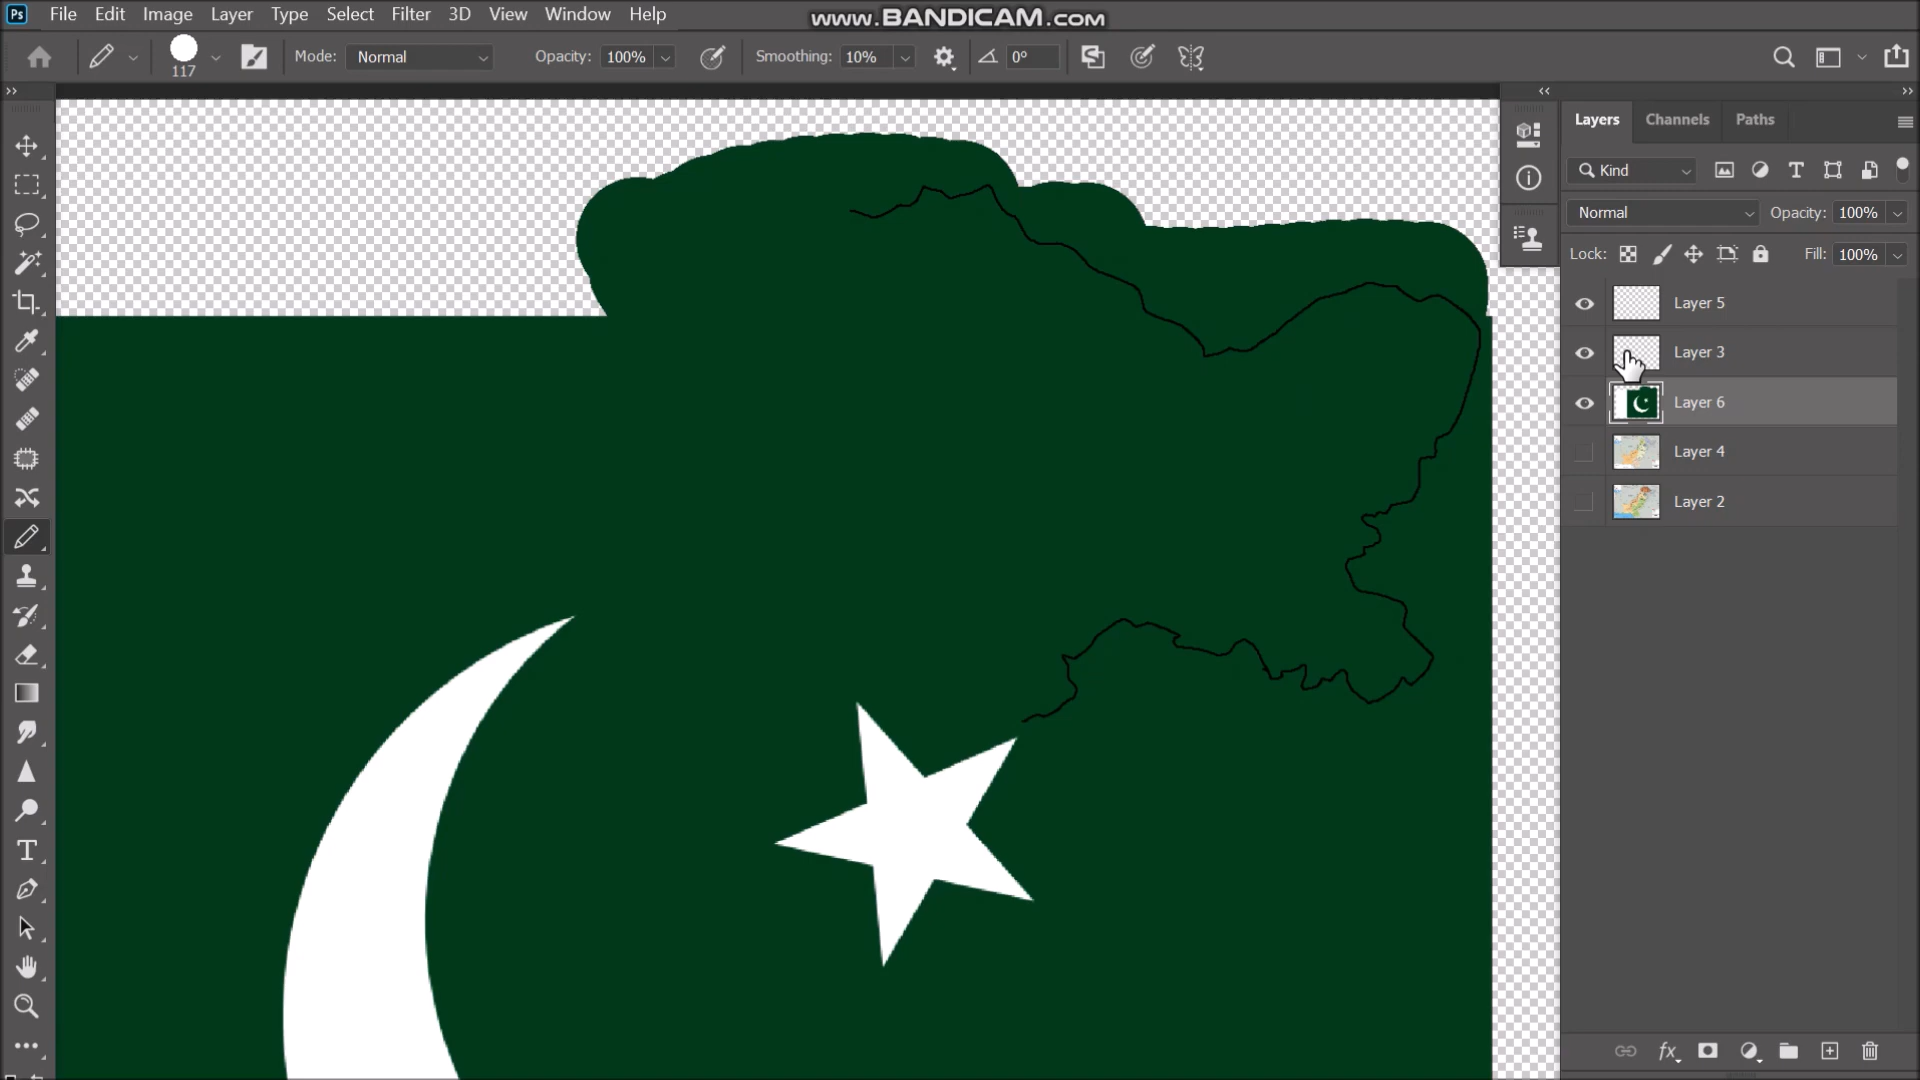 Ps File Edit Image Layer Type Select Filter 3D View Window Help
www.BANDICAM.com
117 Mode: Normal Opacity: 100% Smoothing: 10% 0°
Layers Channels Paths
Kind
Normal Opacity: 100%
Lock: Fill: 100%
Layer 5
Layer 3
Layer 6
Layer 4
Layer 2
T
fx